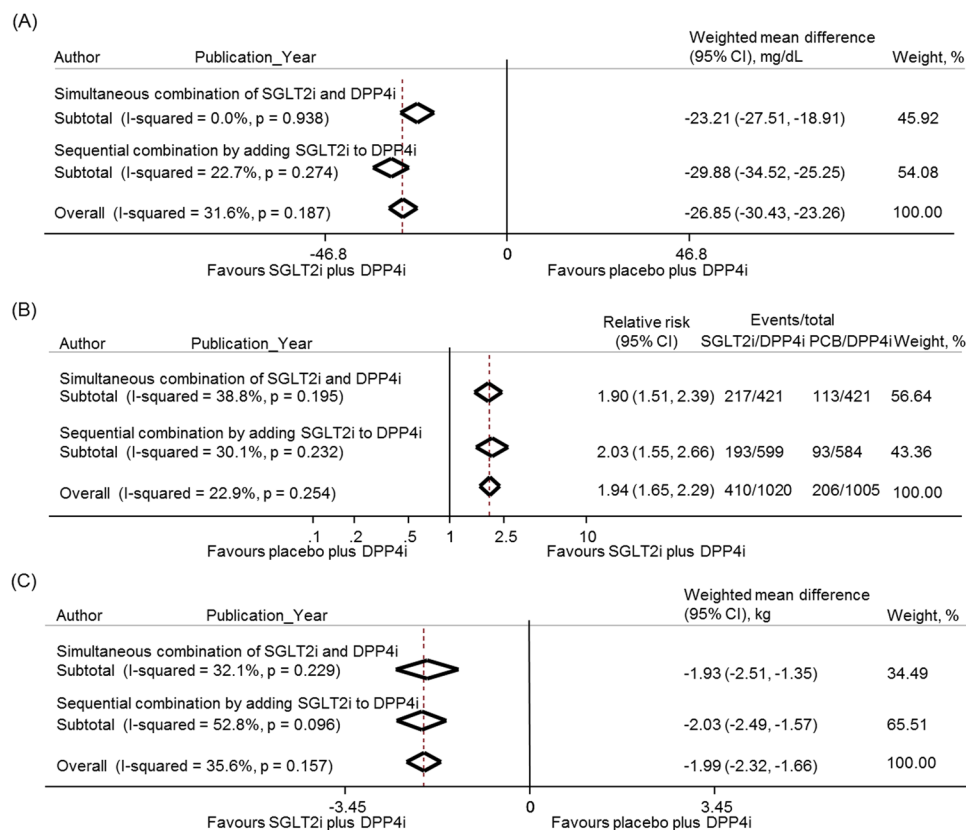 (A)
Weighted mean difference
Author Publication_Year (95% CI), mg/dL Weight, %
Simultaneous combination of SGLT2i and DPP4i
Subtotal (I-squared = 0.0%, p = 0.938) -23.21 (-27.51, -18.91) 45.92
Sequential combination by adding SGLT2i to DPP4i
Subtotal (I-squared = 22.7%, p = 0.274) -29.88 (-34.52, -25.25) 54.08
Overall (I-squared = 31.6%, p = 0.187) -26.85 (-30.43, -23.26) 100.00
-46.8 0 46.8
Favours SGLT2i plus DPP4i Favours placebo plus DPP4i
(B)
Relative risk Events/total
Author Publication_Year (95% CI) SGLT2i/DPP4i PCB/DPP4i Weight, %
Simultaneous combination of SGLT2i and DPP4i
Subtotal (I-squared = 38.8%, p = 0.195) 1.90 (1.51, 2.39) 217/421 113/421 56.64
Sequential combination by adding SGLT2i to DPP4i
Subtotal (I-squared = 30.1%, p = 0.232) 2.03 (1.55, 2.66) 193/599 93/584 43.36
Overall (I-squared = 22.9%, p = 0.254) 1.94 (1.65, 2.29) 410/1020 206/1005 100.00
.1 .2 .5 1 2.5 10
Favours placebo plus DPP4i Favours SGLT2i plus DPP4i
(C)
Weighted mean difference
Author Publication_Year (95% CI), kg Weight, %
Simultaneous combination of SGLT2i and DPP4i
Subtotal (I-squared = 32.1%, p = 0.229) -1.93 (-2.51, -1.35) 34.49
Sequential combination by adding SGLT2i to DPP4i
Subtotal (I-squared = 52.8%, p = 0.096) -2.03 (-2.49, -1.57) 65.51
Overall (I-squared = 35.6%, p = 0.157) -1.99 (-2.32, -1.66) 100.00
-3.45 0 3.45
Favours SGLT2i plus DPP4i Favours placebo plus DPP4i